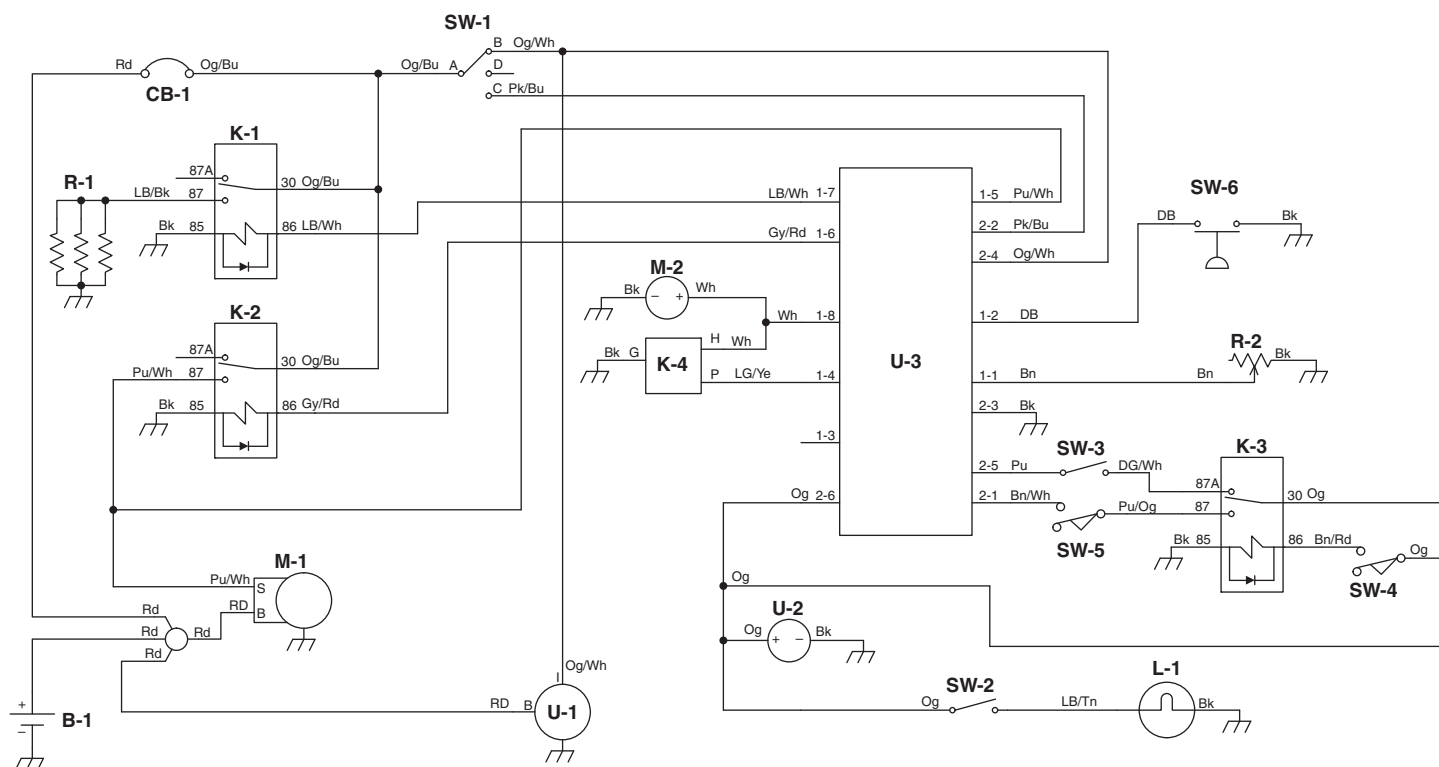 SW-1
B Og/Wh
Rd
Og/Bu
Og/Bu A
D
CB-1
C Pk/Bu
K-1
87A
R-1
30 Og/Bu
LB/Bk 87
LB/Wh 1-7
1-5 Pu/Wh
SW-6
DB
Bk
Bk 85
86 LB/Wh
2-2 Pk/Bu
Gy/Rd 1-6
2-4 Og/Wh
M-2
Bk − + Wh
K-2
Wh 1-8
1-2 DB
87A
H Wh
R-2
Bk G
K-4
U-3
Bk
30 Og/Bu
Pu/Wh 87
P LG/Ye 1-4
1-1 Bn
Bn
Bk 85
86 Gy/Rd
2-3 Bk
1-3
SW-3
K-3
2-5 Pu
DG/Wh
87A
Og 2-6
2-1 Bn/Wh
Pu/Og 87
30 Og
SW-5
Bk 85
86 Bn/Rd
Og
SW-4
M-1
Pu/Wh S
Og
RD B
Rd
Rd
Rd
Rd
U-2
Og + − Bk
Og/Wh
I
L-1
SW-2
+
−
B-1
RD B
U-1
Og
LB/Tn
Bk